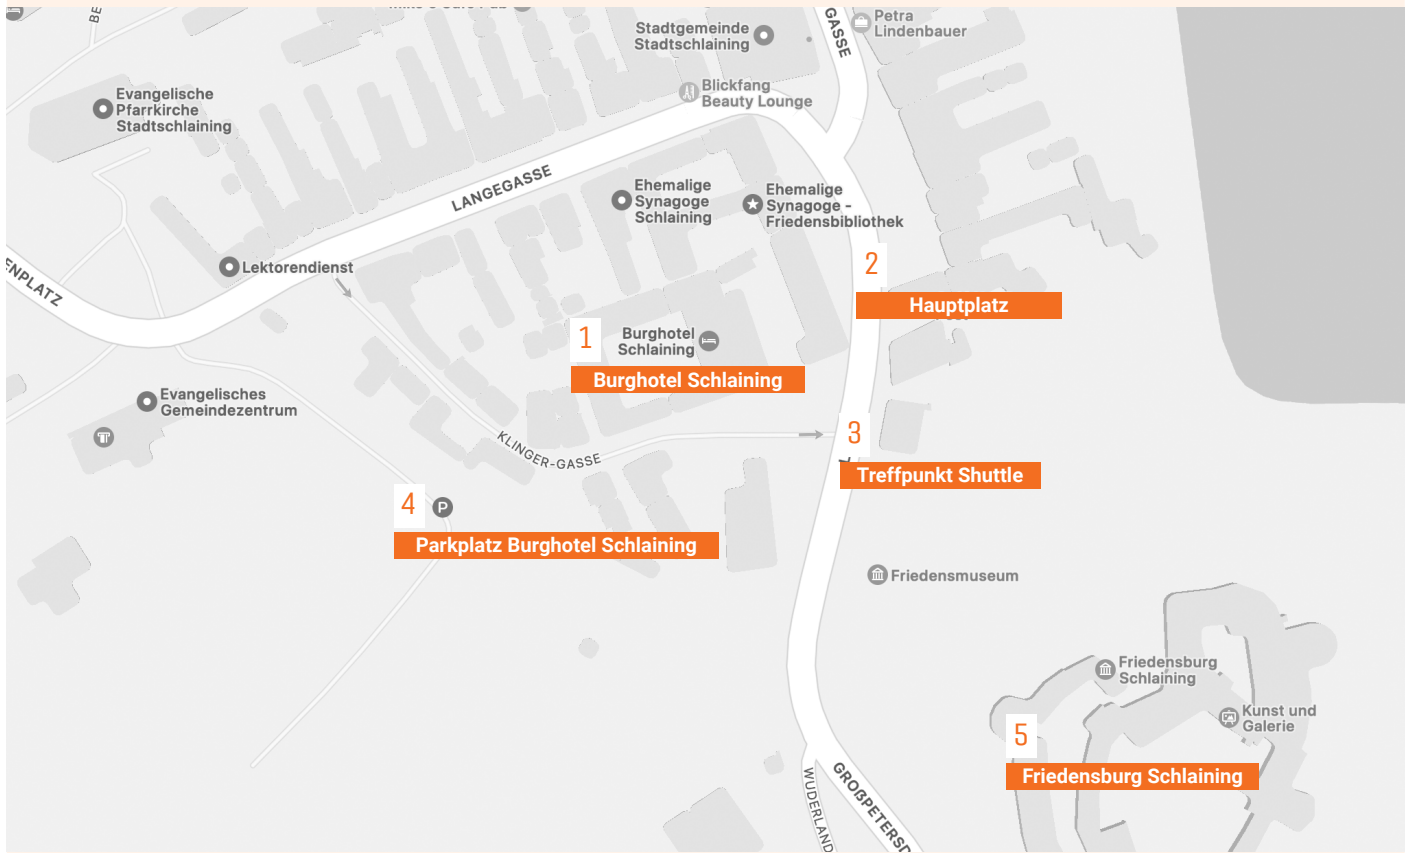 BE
GASSE
Petra
Lindenbauer
Stadtgemeinde
Stadtschlaining
Blickfang
Beauty Lounge
Evangelische
Pfarrkirche
Stadtschlaining
LANGEGASSE
Ehemalige
Synagoge
Schlaining
Ehemalige
Synagoge -
Friedensbibliothek
Lektorendienst
ENPLATZ
2
Hauptplatz
1
Burghotel
Schlaining
Burghotel Schlaining
Evangelisches
Gemeindezentrum
KLINGER-GASSE
3
Treffpunkt Shuttle
4
P
Parkplatz Burghotel Schlaining
Friedensmuseum
Friedensburg
Schlaining
Kunst und
Galerie
5
Friedensburg Schlaining
WUDERLAND
GROßPETERSD